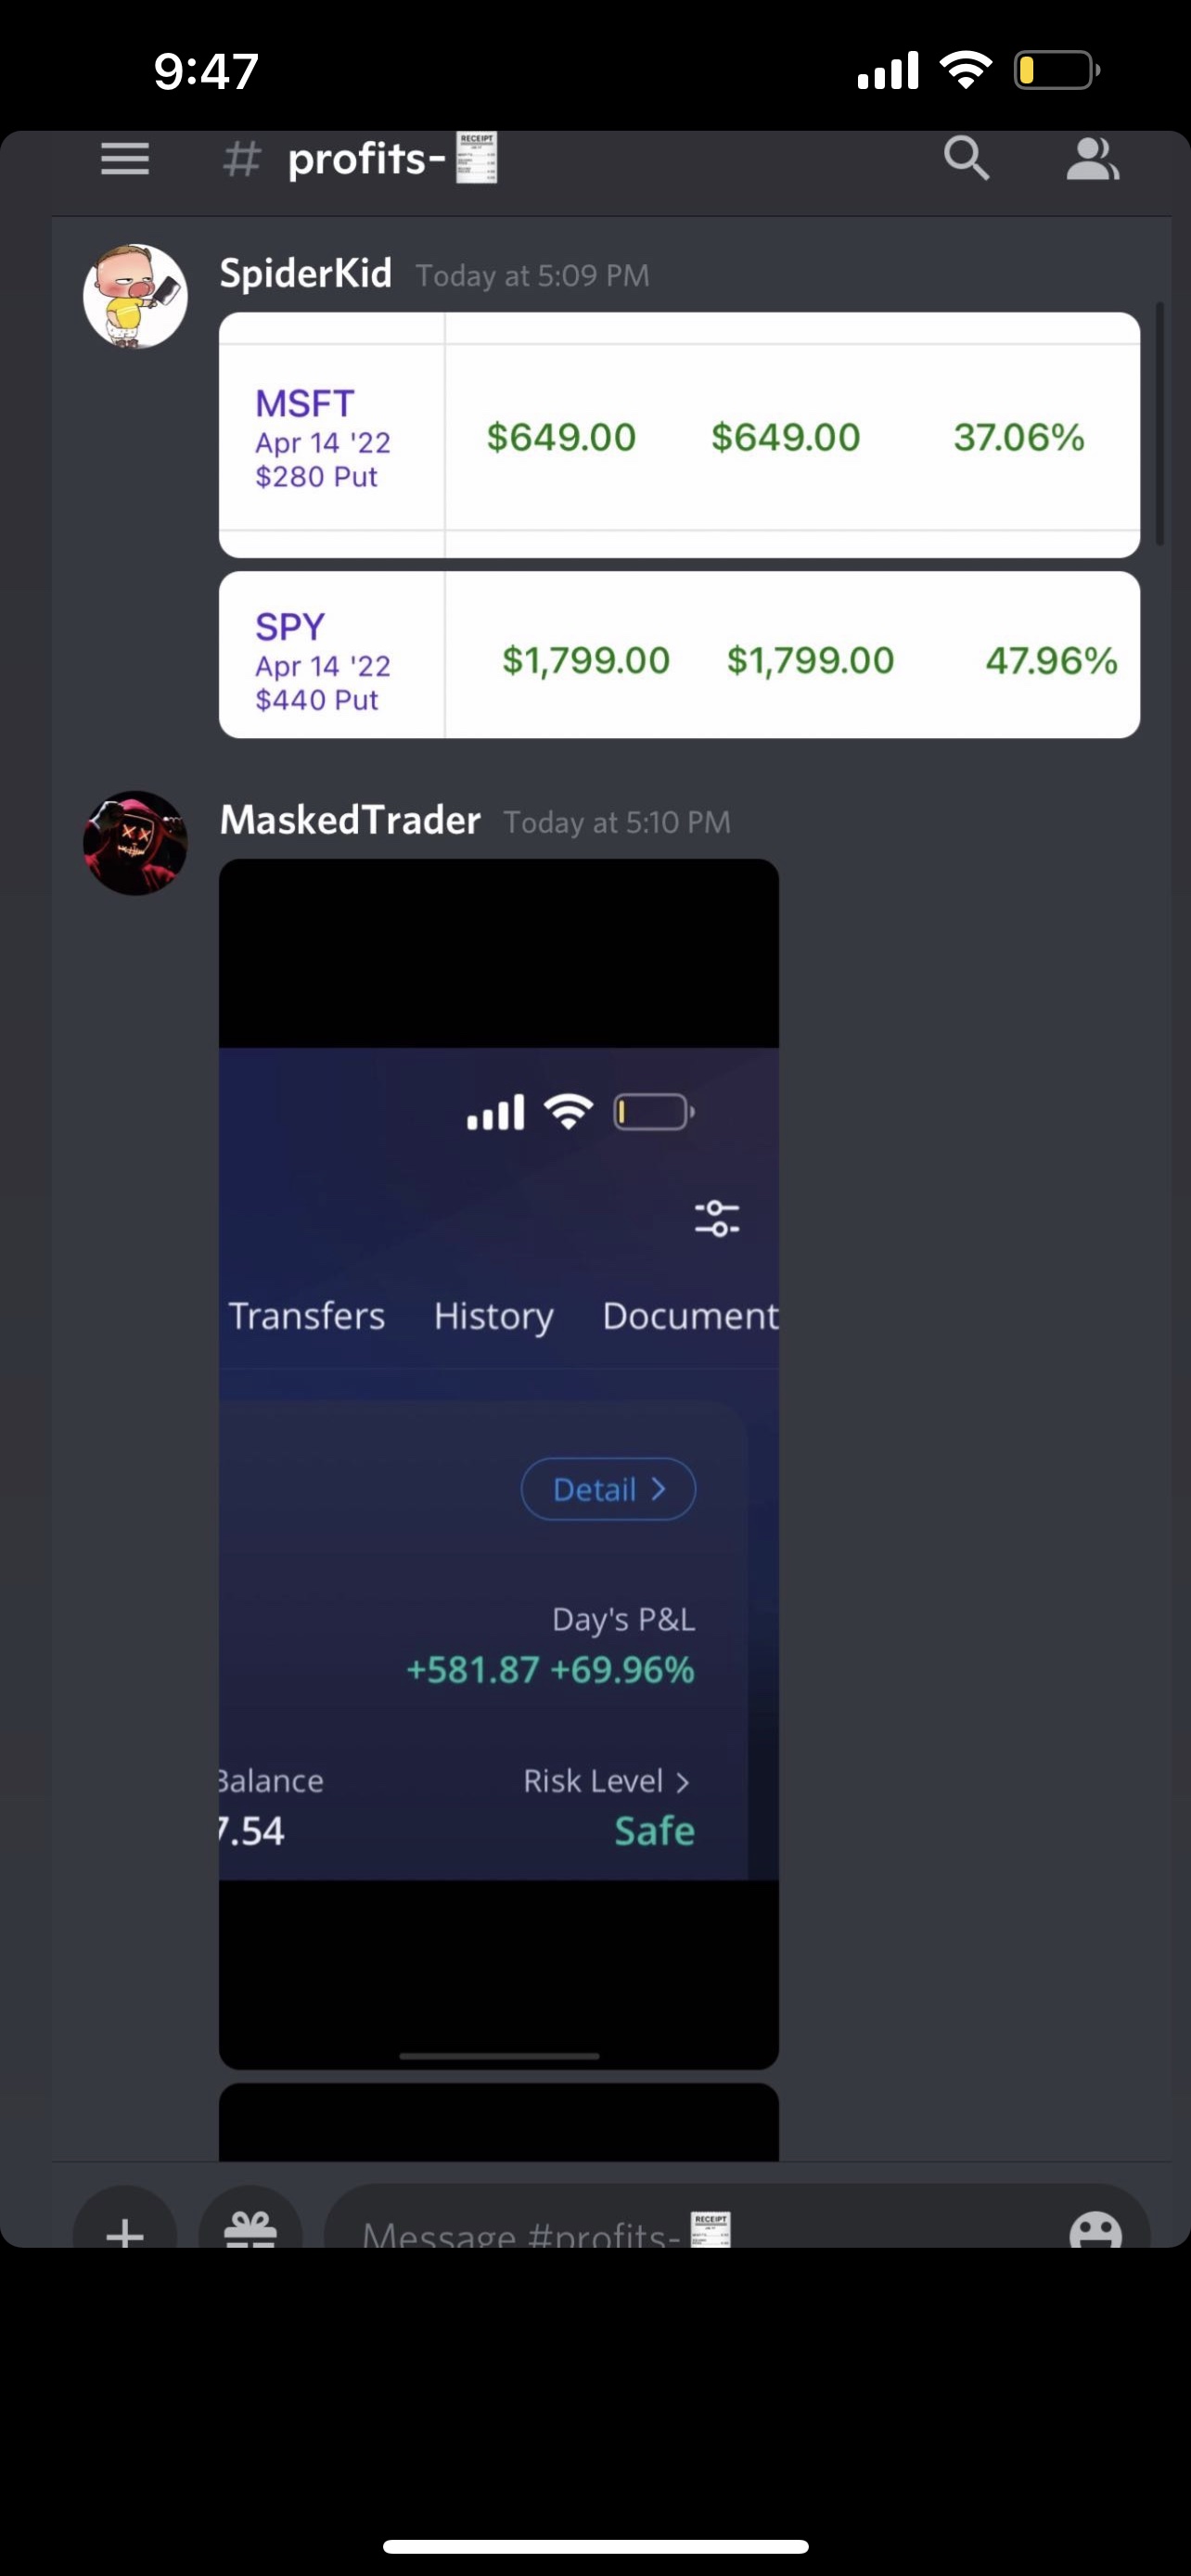 9:47
# profits-
SpiderKid Today at 5:09 PM
MSFT
Apr 14 '22
$280 Put
$649.00 $649.00 37.06%
SPY
Apr 14 '22
$440 Put
$1,799.00 $1,799.00 47.96%
MaskedTrader Today at 5:10 PM
Transfers History Document
Detail >
Day's P&L
+581.87 +69.96%
Balance Risk Level >
7.54 Safe
Message #profits-